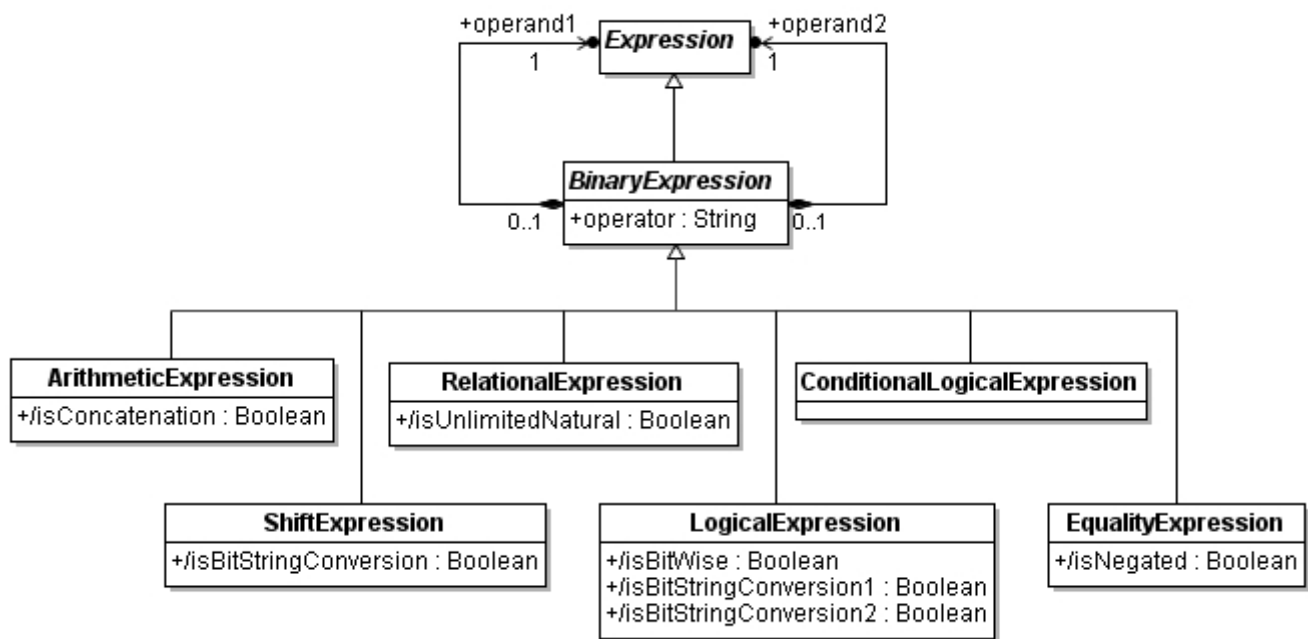 +operand1
+operand2
Expression
1
1
BinaryExpression
0..1
+operator : String
0..1
ArithmeticExpression
+/isConcatenation : Boolean
RelationalExpression
+/isUnlimitedNatural : Boolean
ConditionalLogicalExpression
ShiftExpression
+/isBitStringConversion : Boolean
LogicalExpression
+/isBitWise : Boolean
+/isBitStringConversion1 : Boolean
+/isBitStringConversion2 : Boolean
EqualityExpression
+/isNegated : Boolean